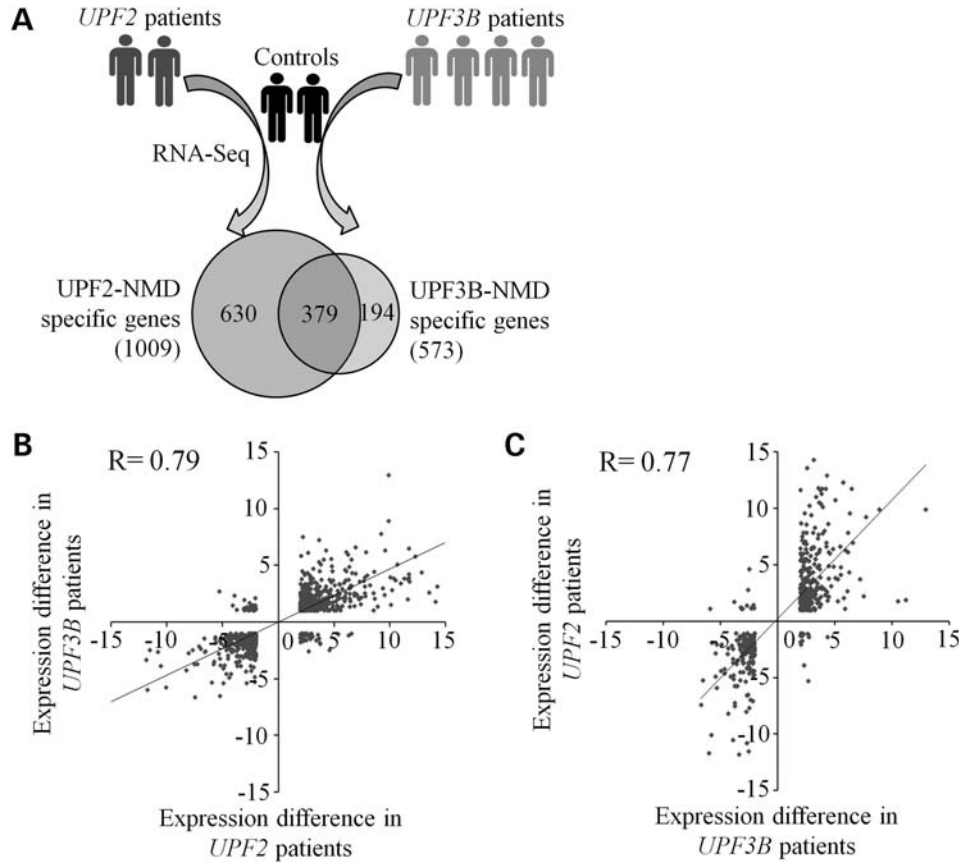 A
UPF2 patients
UPF3B patients
Controls
RNA-Seq
UPF2-NMD
specific genes
(1009)
630
379
194
UPF3B-NMD
specific genes
(573)
B
R= 0.79
Expression difference in
UPF3B patients
15
10
5
-15
-10
-5
0
5
10
15
-5
-10
-15
Expression difference in
UPF2 patients
C
R= 0.77
Expression difference in
UPF2 patients
15
10
5
-15
-10
-5
0
5
10
15
-5
-10
-15
Expression difference in
UPF3B patients